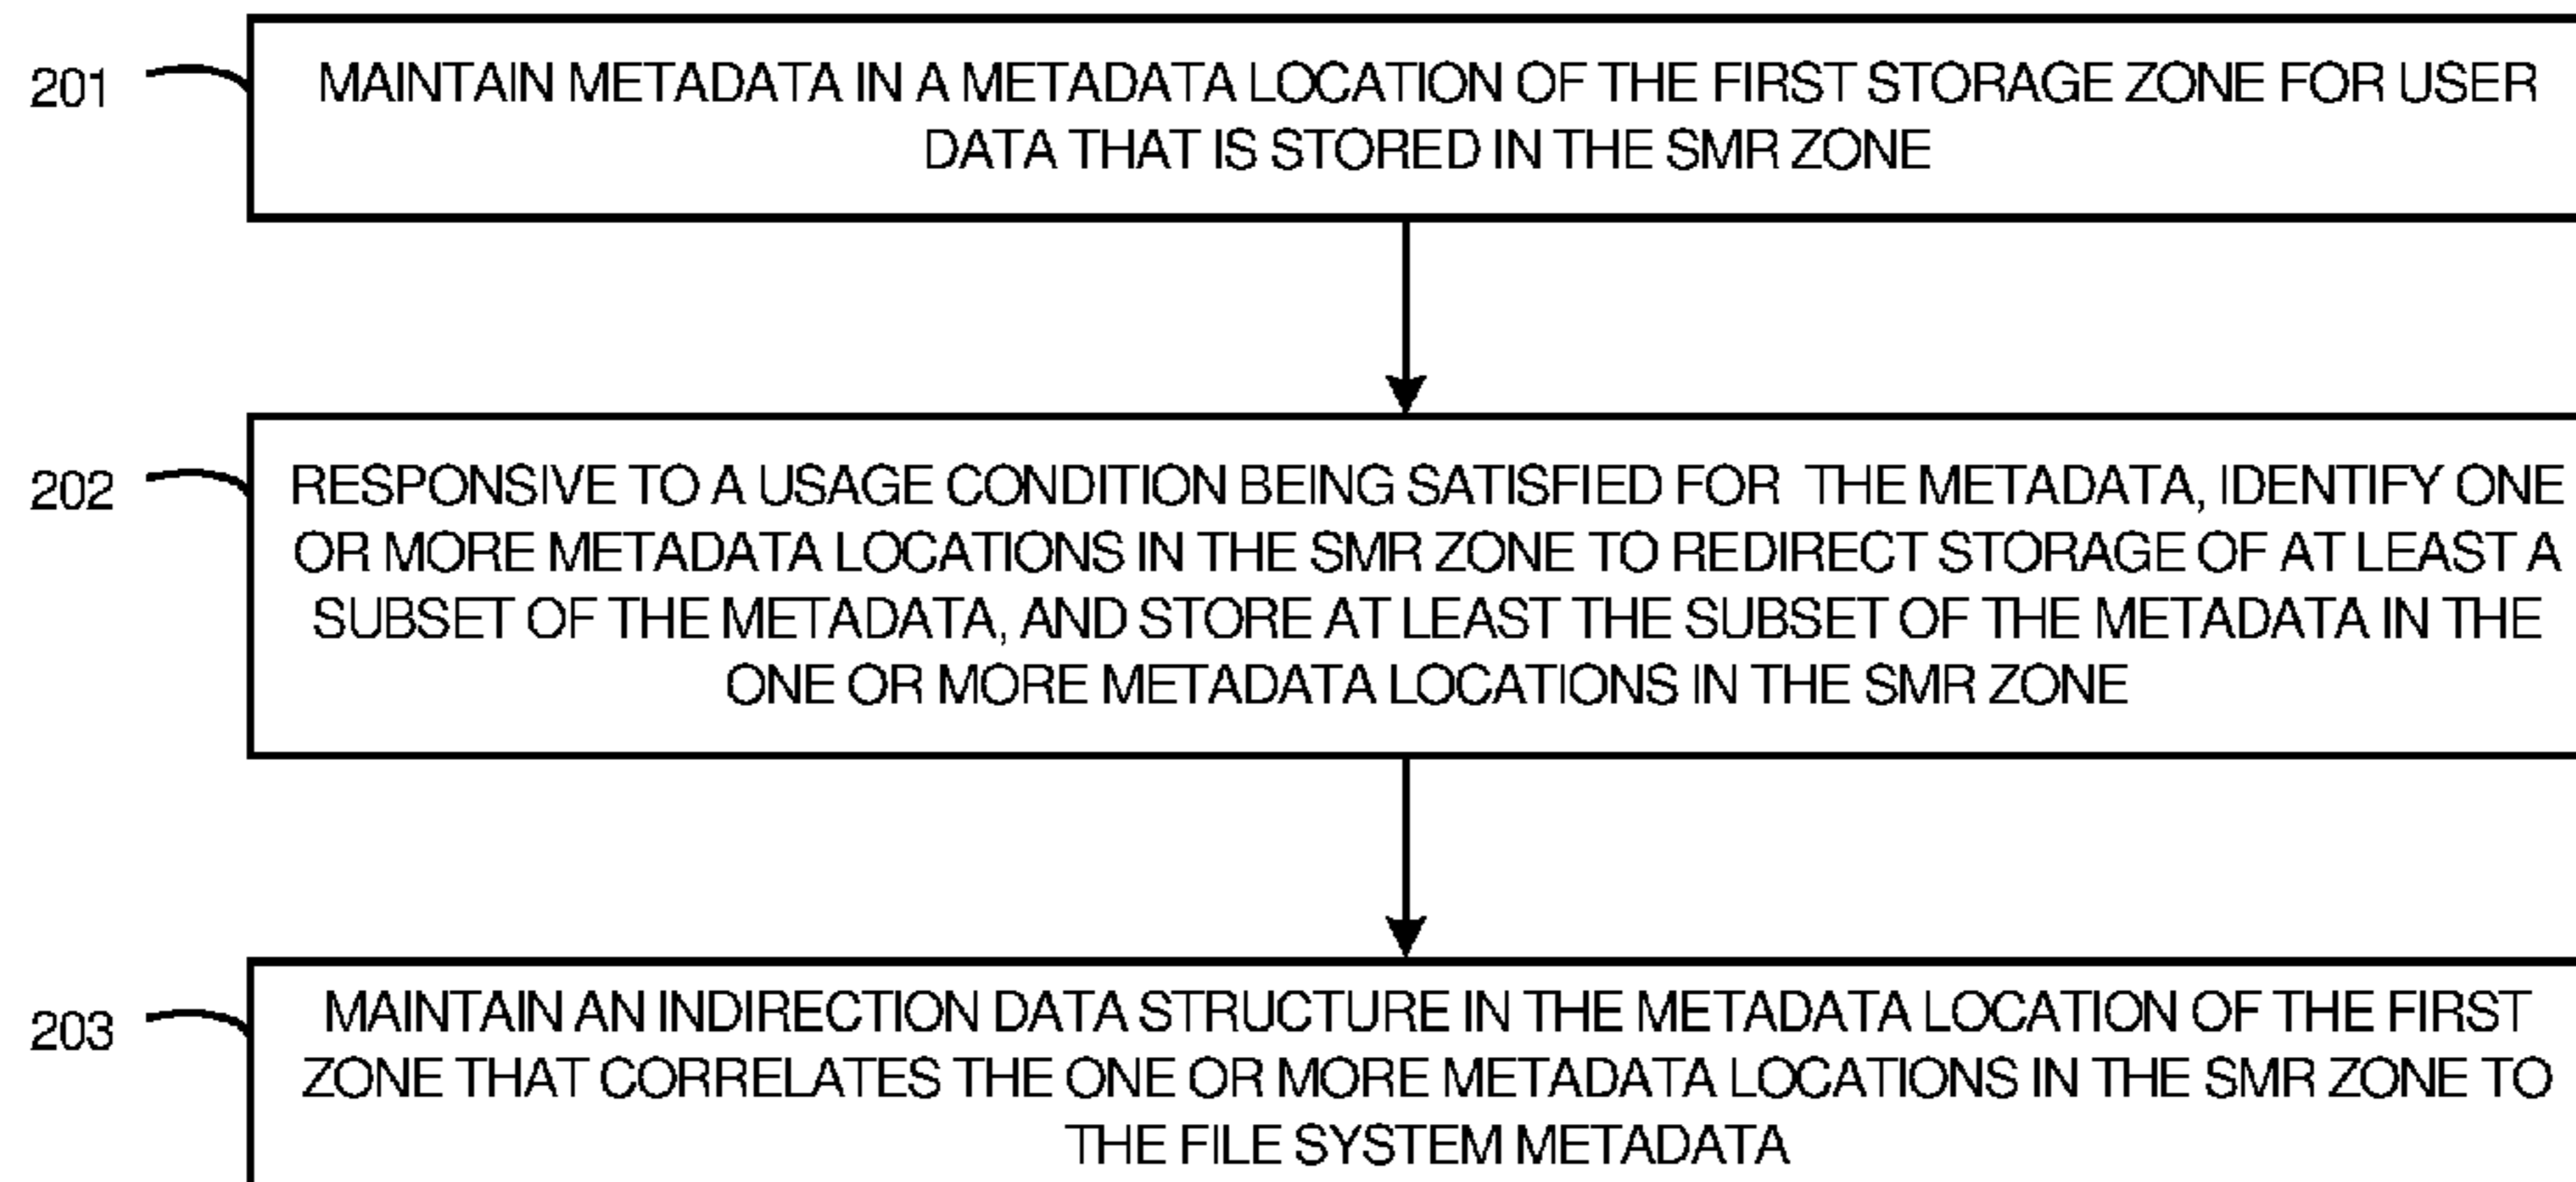 201
MAINTAIN METADATA IN A METADATA LOCATION OF THE FIRST STORAGE ZONE FOR USER
DATA THAT IS STORED IN THE SMR ZONE
202
RESPONSIVE TO A USAGE CONDITION BEING SATISFIED FOR THE METADATA, IDENTIFY ONE
OR MORE METADATA LOCATIONS IN THE SMR ZONE TO REDIRECT STORAGE OF AT LEAST A
SUBSET OF THE METADATA, AND STORE AT LEAST THE SUBSET OF THE METADATA IN THE
ONE OR MORE METADATA LOCATIONS IN THE SMR ZONE
203
MAINTAIN AN INDIRECTION DATA STRUCTURE IN THE METADATA LOCATION OF THE FIRST
ZONE THAT CORRELATES THE ONE OR MORE METADATA LOCATIONS IN THE SMR ZONE TO
THE FILE SYSTEM METADATA